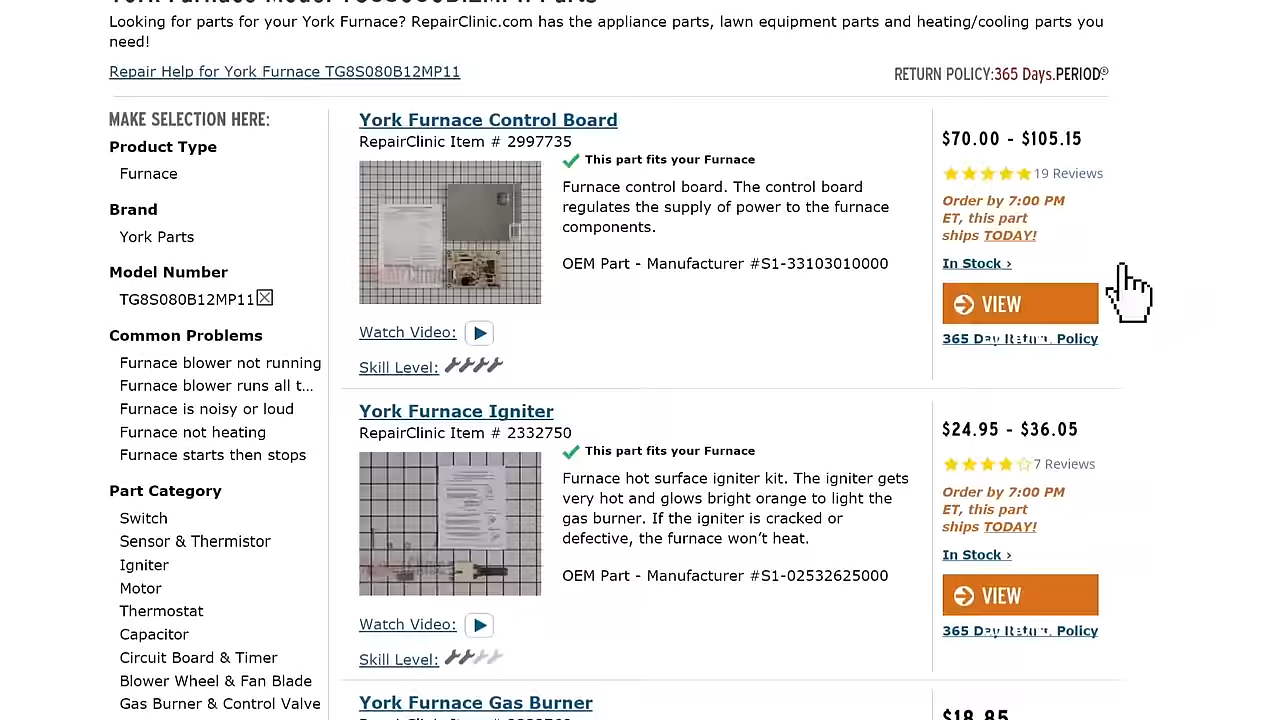 Looking for parts for your York Furnace? RepairClinic.com has the appliance parts, lawn equipment parts and heating/cooling parts you
need!
Repair Help for York Furnace TG8S080B12MP11
RETURN POLICY:365 Days.PERIOD.®
MAKE SELECTION HERE:
Product Type
Furnace
Brand
York Parts
Model Number
TG8S080B12MP11
Common Problems
Furnace blower not running
Furnace blower runs all t...
Furnace is noisy or loud
Furnace not heating
Furnace starts then stops
Part Category
Switch
Sensor & Thermistor
Igniter
Motor
Thermostat
Capacitor
Circuit Board & Timer
Blower Wheel & Fan Blade
Gas Burner & Control Valve
York Furnace Control Board
RepairClinic Item # 2997735
This part fits your Furnace
Furnace control board. The control board
regulates the supply of power to the furnace
components.
OEM Part - Manufacturer #S1-33103010000
Watch Video:
Skill Level:
$70.00 - $105.15
19 Reviews
Order by 7:00 PM
ET, this part
ships TODAY!
In Stock ›
VIEW
365 Day Return Policy
York Furnace Igniter
RepairClinic Item # 2332750
This part fits your Furnace
Furnace hot surface igniter kit. The igniter gets
very hot and glows bright orange to light the
gas burner. If the igniter is cracked or
defective, the furnace won’t heat.
OEM Part - Manufacturer #S1-02532625000
Watch Video:
Skill Level:
$24.95 - $36.05
7 Reviews
Order by 7:00 PM
ET, this part
ships TODAY!
In Stock ›
VIEW
365 Day Return Policy
York Furnace Gas Burner
$18.85